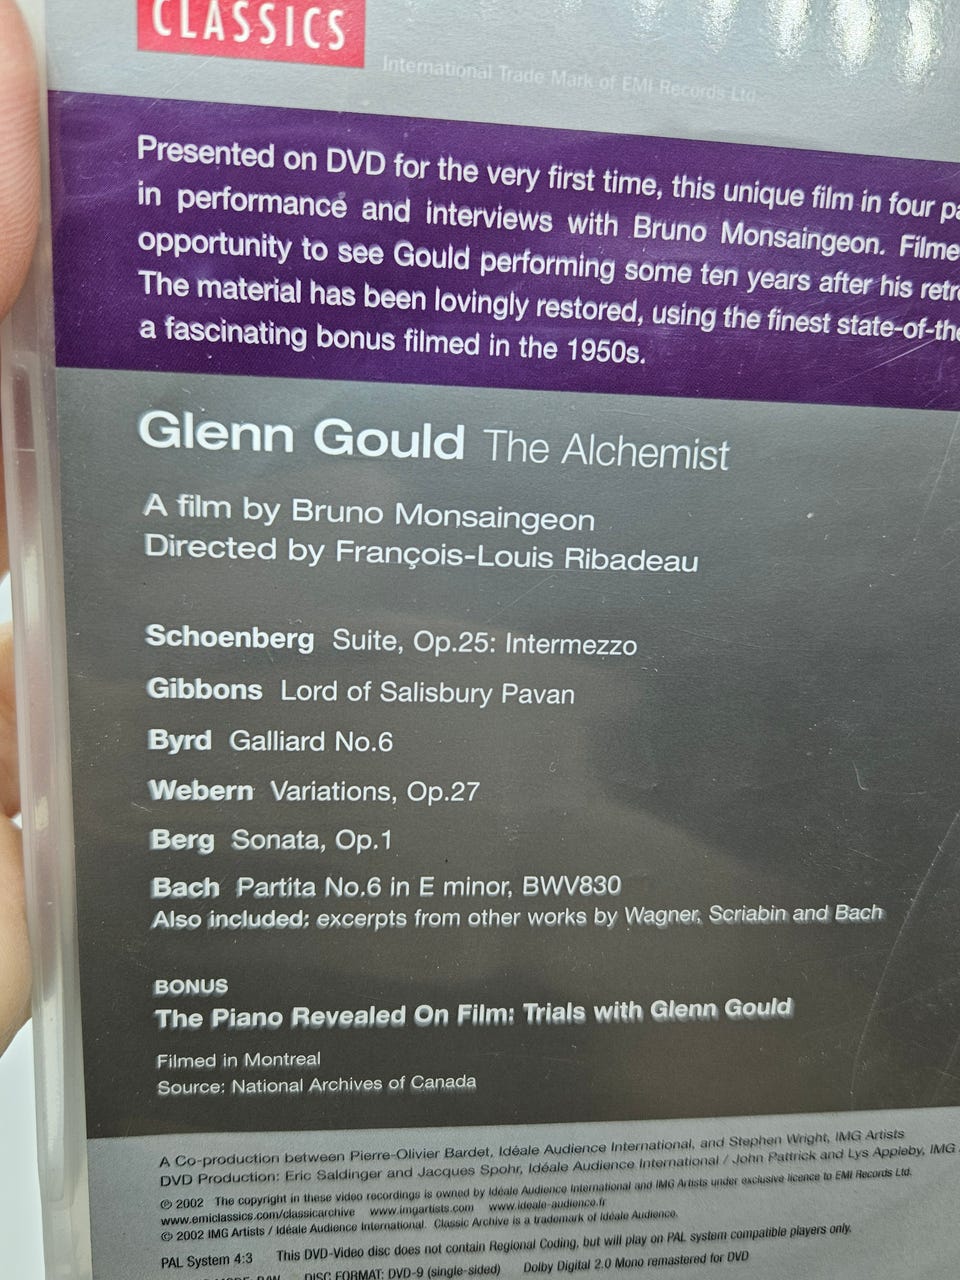 CLASSICS
International Trade Mark of EMI Records Ltd.
Presented on DVD for the very first time, this unique film in four
in performance and interviews with Bruno Monsaingeon.
opportunity to see Gould performing some ten years after his
The material has been lovingly restored, using the finest
a fascinating bonus filmed in the 1950s.
Glenn Gould The Alchemist
A film by Bruno Monsaingeon
Directed by François-Louis Ribadeau
Schoenberg Suite, Op.25: Intermezzo
Gibbons Lord of Salisbury Pavan
Byrd Galliard No.6
Webern Variations, Op.27
Berg Sonata, Op.1
Bach Partita No.6 in E minor, BWV830
Also included: excerpts from other works by Wagner, Scriabin and Bach
BONUS
The Piano Revealed On Film: Trials with Glenn Gould
Filmed in Montreal
Source: National Archives of Canada
A Co-production between Pierre-Olivier Bardet, Idéale Audience International, and Stephen Wright, IMG Artists
DVD Production: Eric Saldinger and Jacques Spohr, Idéale Audience International / John Pattrick and Lys Appleby, IMG
℗ 2002 The copyright in these video recordings is owned by Idéale Audience International and IMG Artists under exclusive licence to EMI Records Ltd.
www.emiclassics.com/classicarchive www.imgartists.com www.ideale-audience.fr
© 2002 IMG Artists / Idéale Audience International. Classic Archive is a trademark of Idéale Audience.
PAL System 4:3 This DVD-Video disc does not contain Regional Coding, but will play on PAL system compatible players only.
DISC FORMAT: DVD-9 (single-sided) Dolby Digital 2.0 Mono remastered for DVD